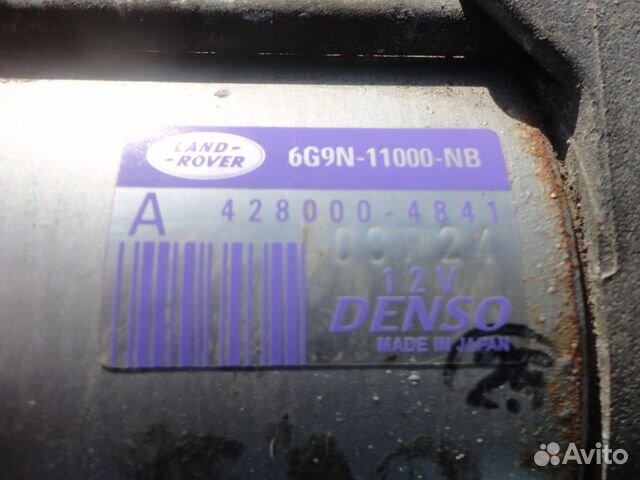 LAND-
-ROVER
6G9N-11000-NB
A 428000-4841
12V
DENSO
MADE IN JAPAN
Avito